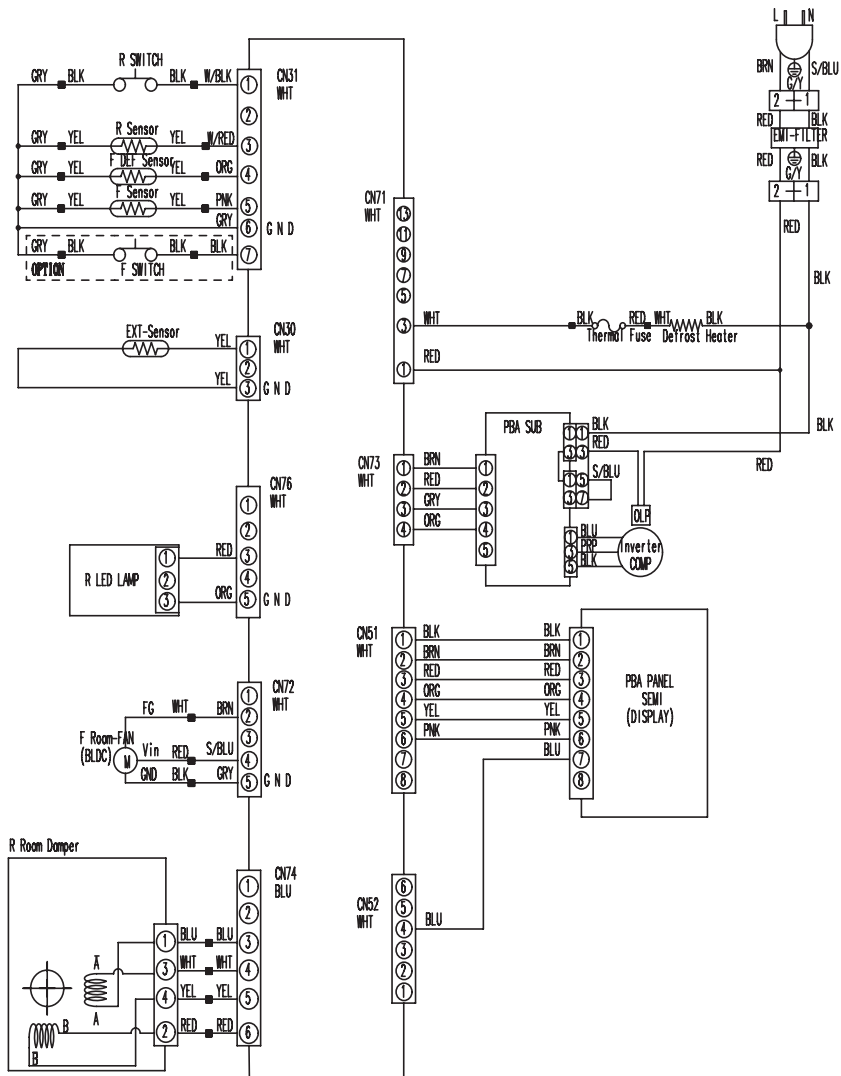 L N
BRN S/BLU
G/Y
2 1
RED BLK
EMI-FILTER
RED BLK
G/Y
2 1
RED
BLK
R SWITCH
GRY BLK BLK W/BLK
CN31
WHT
1
2
R Sensor
GRY YEL YEL W/RED
3
F DEF Sensor
GRY YEL YEL ORG
4
F Sensor
GRY YEL YEL PNK
5
GRY
6 GND
GRY BLK BLK BLK
7
OPTION F SWITCH
EXT-Sensor
YEL
CN30
WHT
1
2
YEL
3 GND
CN71
WHT
13
11
9
7
5
3 WHT
BLK RED WHT BLK
Thermal Fuse Defrost Heater
1 RED
PBA SUB
1 1 BLK
3 3 RED
BLK
RED
1 5 S/BLU
3 7
OLP
1 BLU
3 PRP
5 BLK
Inverter
COMP
CN73
WHT
1 BRN 1
2 RED 2
3 GRY 3
4 ORG 4
5
CN76
WHT
1
2
3
4
5 GND
RED
ORG
R LED LAMP
1
2
3
CN51
WHT
1 BLK BLK 1
2 BRN BRN 2
3 RED RED 3
4 ORG ORG 4
5 YEL YEL 5
6 PNK PNK 6
7 BLU 7
8 8
PBA PANEL
SEMI
(DISPLAY)
CN72
WHT
1
FG WHT BRN 2
3
F Room-FAN
(BLDC)
M
Vin RED S/BLU 4
GND BLK GRY 5 GND
R Room Damper
CN74
BLU
1
2
1 BLU BLU 3
3 WHT WHT 4
4 YEL YEL 5
2 RED RED 6
A̅
A
B
B̅
CN52
WHT
6
5
4 BLU
3
2
1